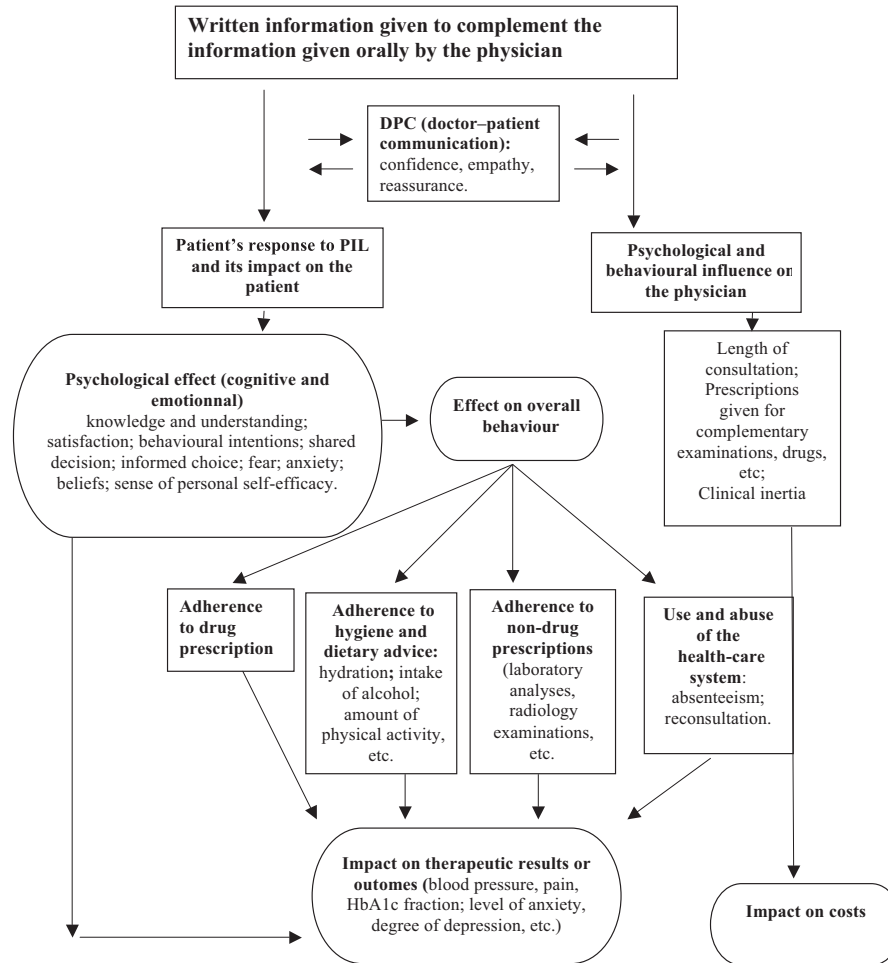 Written information given to complement the
information given orally by the physician
DPC (doctor–patient
communication):
confidence, empathy,
reassurance.
Patient's response to PIL
and its impact on the
patient
Psychological and
behavioural influence on
the physician
Psychological effect (cognitive and
emotionnal)
knowledge and understanding;
satisfaction; behavioural intentions; shared
decision; informed choice; fear; anxiety;
beliefs; sense of personal self-efficacy.
Effect on overall
behaviour
Length of
consultation;
Prescriptions
given for
complementary
examinations, drugs,
etc;
Clinical inertia
Adherence
to drug
prescription
Adherence to
hygiene and
dietary advice:
hydration; intake
of alcohol;
amount of
physical activity,
etc.
Adherence to
non-drug
prescriptions
(laboratory
analyses,
radiology
examinations,
etc.
Use and abuse
of the
health-care
system:
absenteeism;
reconsultation.
Impact on therapeutic results or
outcomes (blood pressure, pain,
HbA1c fraction; level of anxiety,
degree of depression, etc.)
Impact on costs